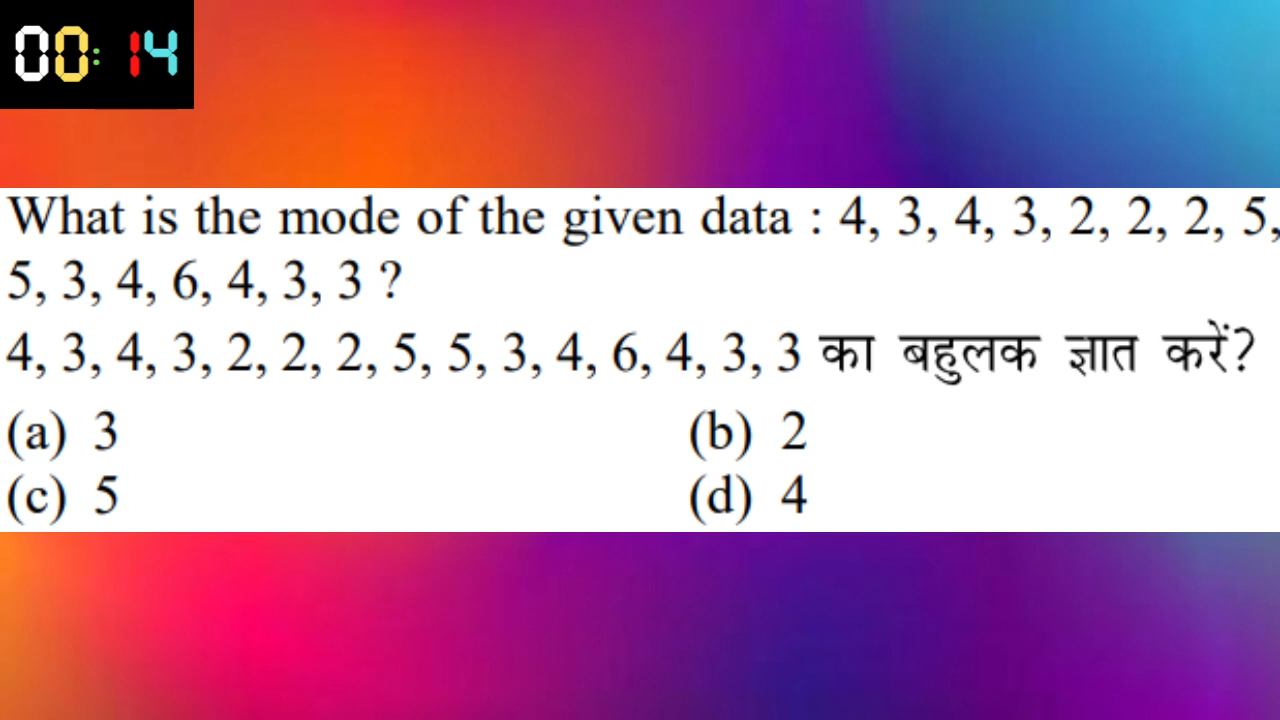 00:14
What is the mode of the given data : 4, 3, 4, 3, 2, 2, 2, 5,
5, 3, 4, 6, 4, 3, 3 ?
4, 3, 4, 3, 2, 2, 2, 5, 5, 3, 4, 6, 4, 3, 3 का बहुलक ज्ञात करें?
(a) 3 (b) 2
(c) 5 (d) 4